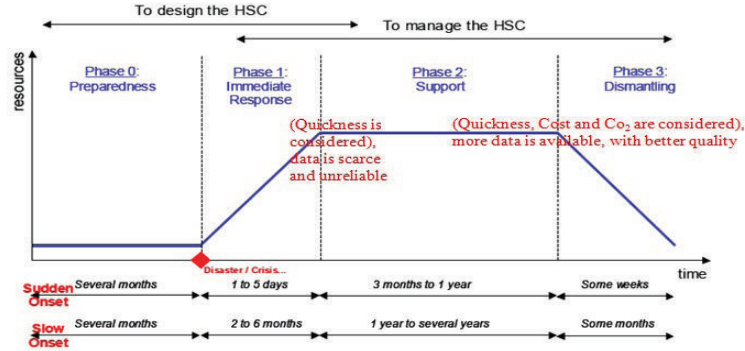 To design the HSC
To manage the HSC
resources
Phase 0:
Preparedness
Phase 1:
Immediate
Response
Phase 2:
Support
Phase 3:
Dismantling
(Quickness is
considered),
data is scarce
and unreliable
(Quickness, Cost and Co₂ are considered),
more data is available, with better quality
Disaster / Crisis...
time
Sudden
Onset
Several months
1 to 5 days
3 months to 1 year
Some weeks
Slow
Onset
Several months
2 to 6 months
1 year to several years
Some months